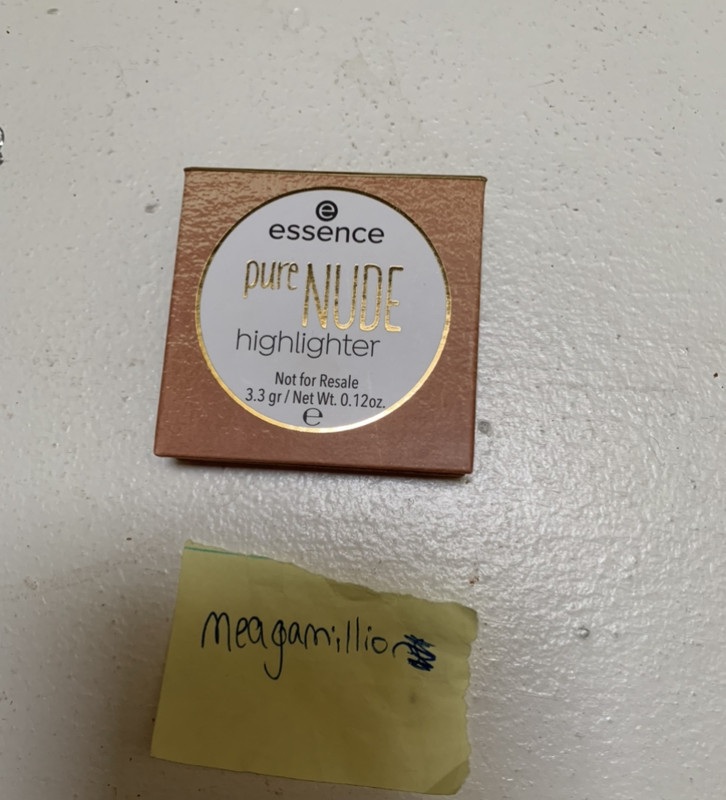 e
essence
pure NUDE
highlighter
Not for Resale
3.3 gr / Net Wt. 0.12oz.
e
meagamillion